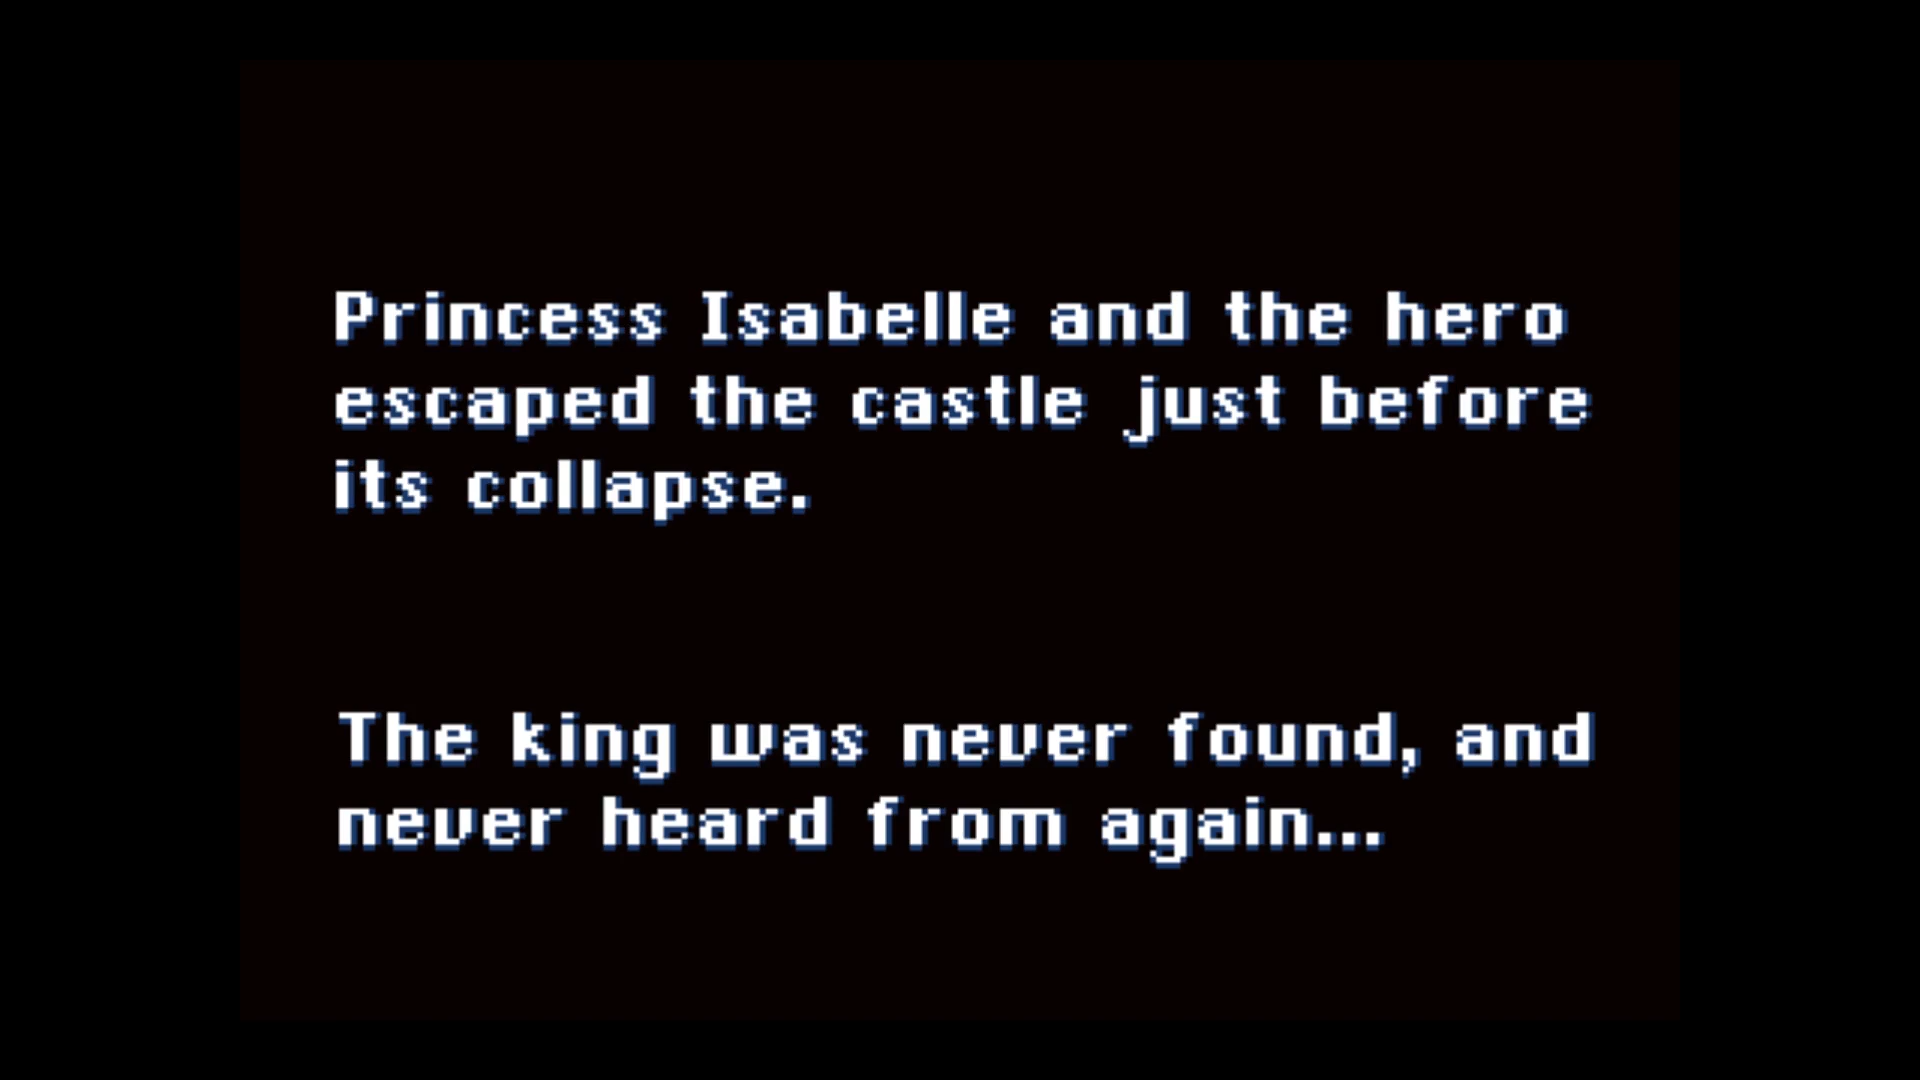 Princess Isabelle and the hero
escaped the castle just before
its collapse.
The king was never found, and
never heard from again...